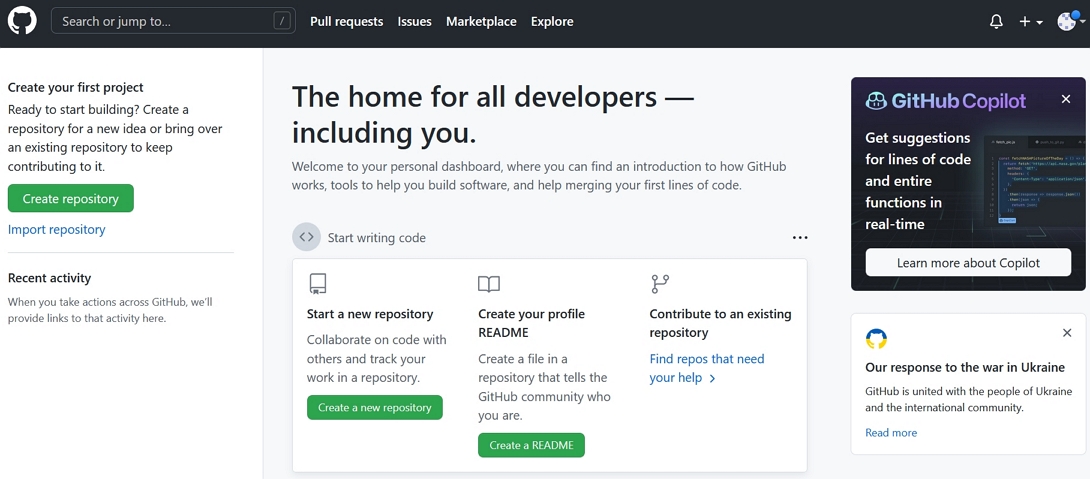 Search or jump to...
/
Pull requests
Issues
Marketplace
Explore
Create your first project
Ready to start building? Create a
repository for a new idea or bring over
an existing repository to keep
contributing to it.
Create repository
Import repository
Recent activity
When you take actions across GitHub, we'll
provide links to that activity here.
The home for all developers —
including you.
Welcome to your personal dashboard, where you can find an introduction to how GitHub
works, tools to help you build software, and help merging your first lines of code.
Start writing code
Start a new repository
Collaborate on code with
others and track your
work in a repository.
Create a new repository
Create your profile
README
Create a file in a
repository that tells the
GitHub community who
you are.
Create a README
Contribute to an existing
repository
Find repos that need
your help
GitHub Copilot
Get suggestions
for lines of code
and entire
functions in
real-time
Learn more about Copilot
Our response to the war in Ukraine
GitHub is united with the people of Ukraine
and the international community.
Read more